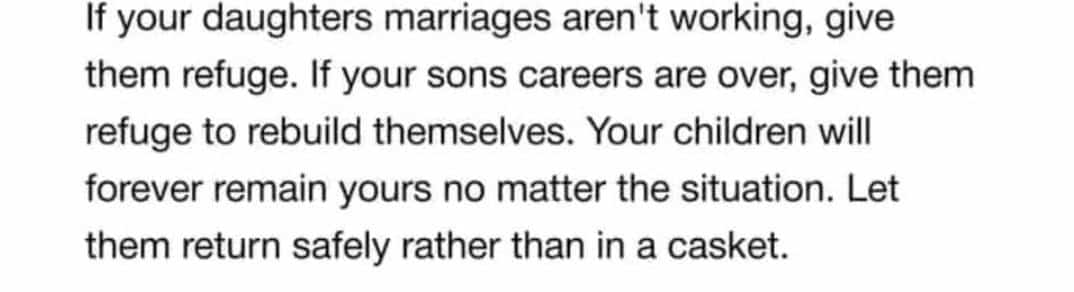 If your daughters marriages aren't working, give
them refuge. If your sons careers are over, give them
refuge to rebuild themselves. Your children will
forever remain yours no matter the situation. Let
them return safely rather than in a casket.